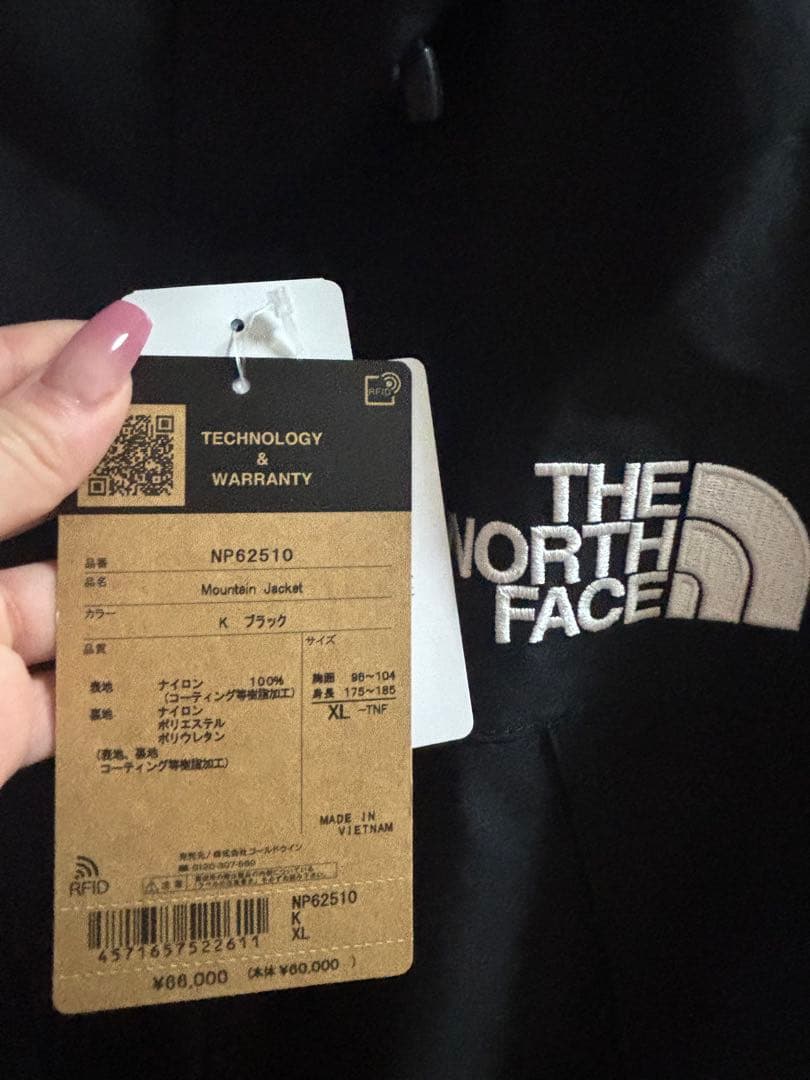 RFID
TECHNOLOGY
&
WARRANTY
品番 NP62510
品名 Mountain Jacket
カラー K ブラック
品質
サイズ
表地 ナイロン 100%
(コーティング等樹脂加工)
裏地 ナイロン
ポリエステル
ポリウレタン
(表地、裏地
コーティング等樹脂加工)
胸囲 96~104
身長 175~185
XL -TNF
MADE IN
VIETNAM
発売元/株式会社ゴールドウイン
0120-307-560
RFID
注意
NP62510
K
XL
4571657522611
¥66,000 (本体 ¥60,000 )
THE
NORTH
FACE